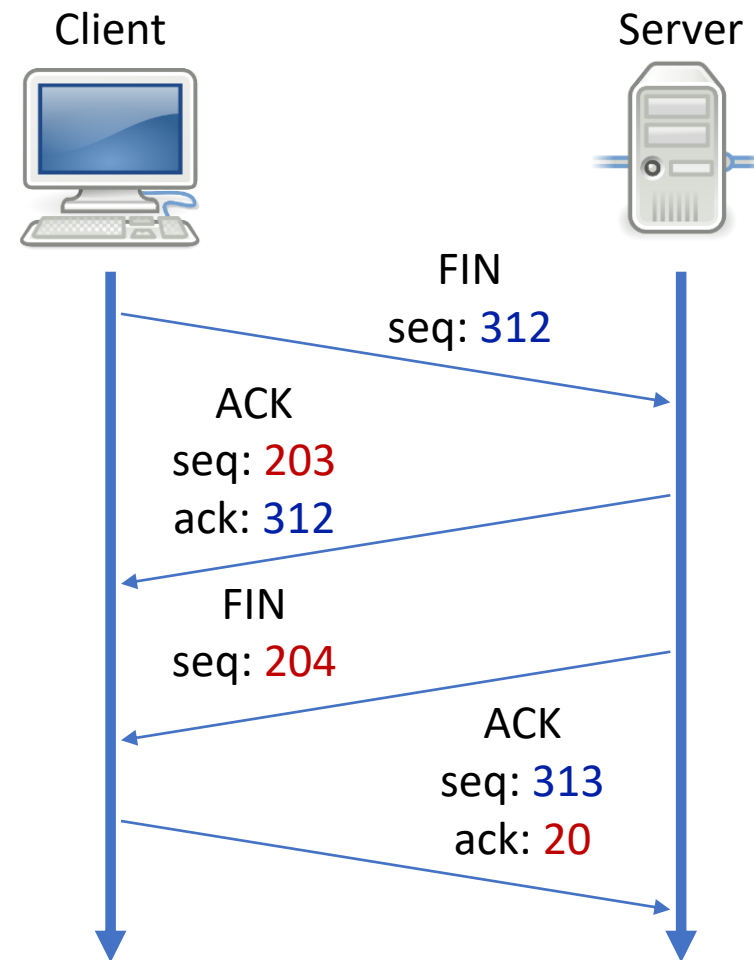 Client
Server
FIN
seq: 312
ACK
seq: 203
ack: 312
FIN
seq: 204
ACK
seq: 313
ack: 20